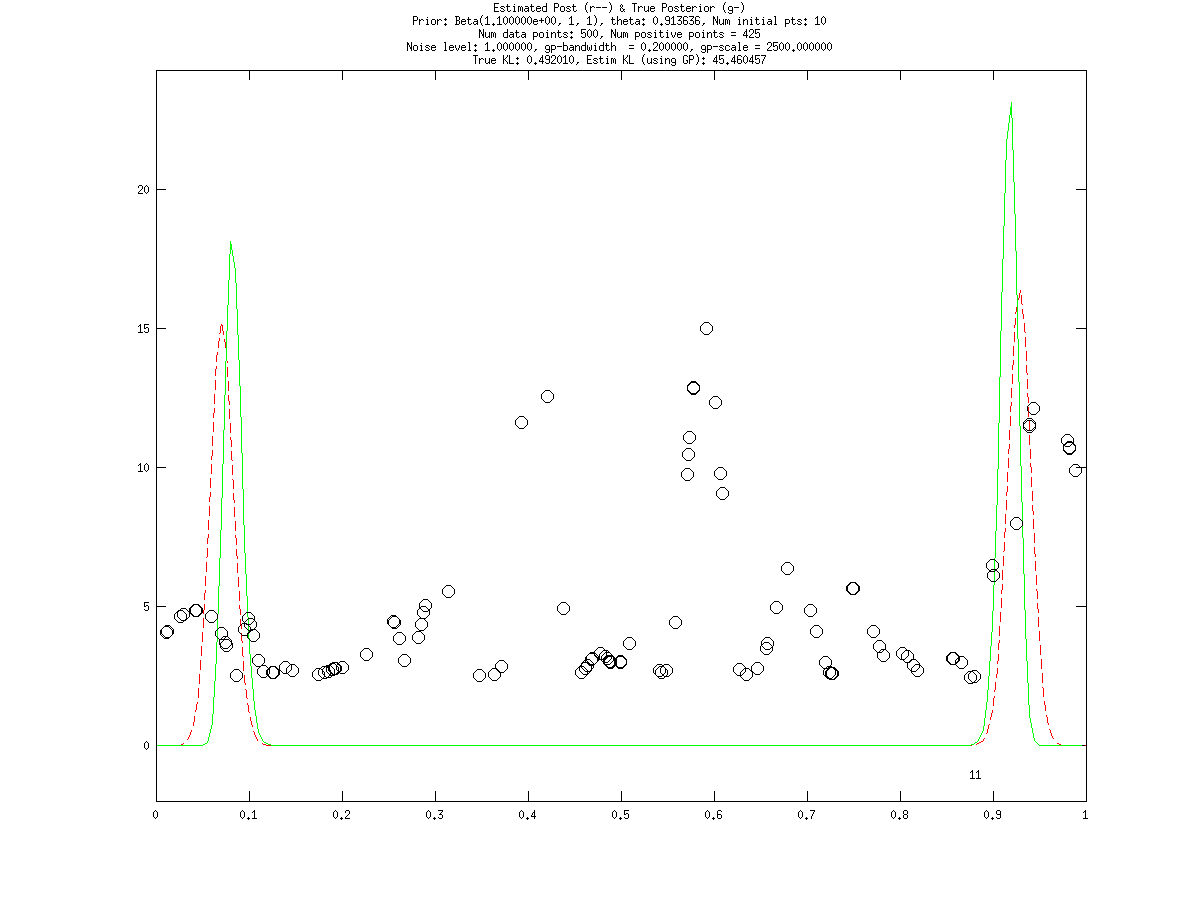 Estimated Post (r--) & True Posterior (g-)
Prior: Beta(1.100000e+00, 1, 1), theta: 0.913636, Num initial pts: 10
Num data points: 500, Num positive points = 425
Noise level: 1.000000, gp-bandwidth  = 0.200000, gp-scale = 2500.000000
True KL: 0.492010, Estim KL (using GP): 45.460457
20
15
10
5
0
11
0 0.1 0.2 0.3 0.4 0.5 0.6 0.7 0.8 0.9 1